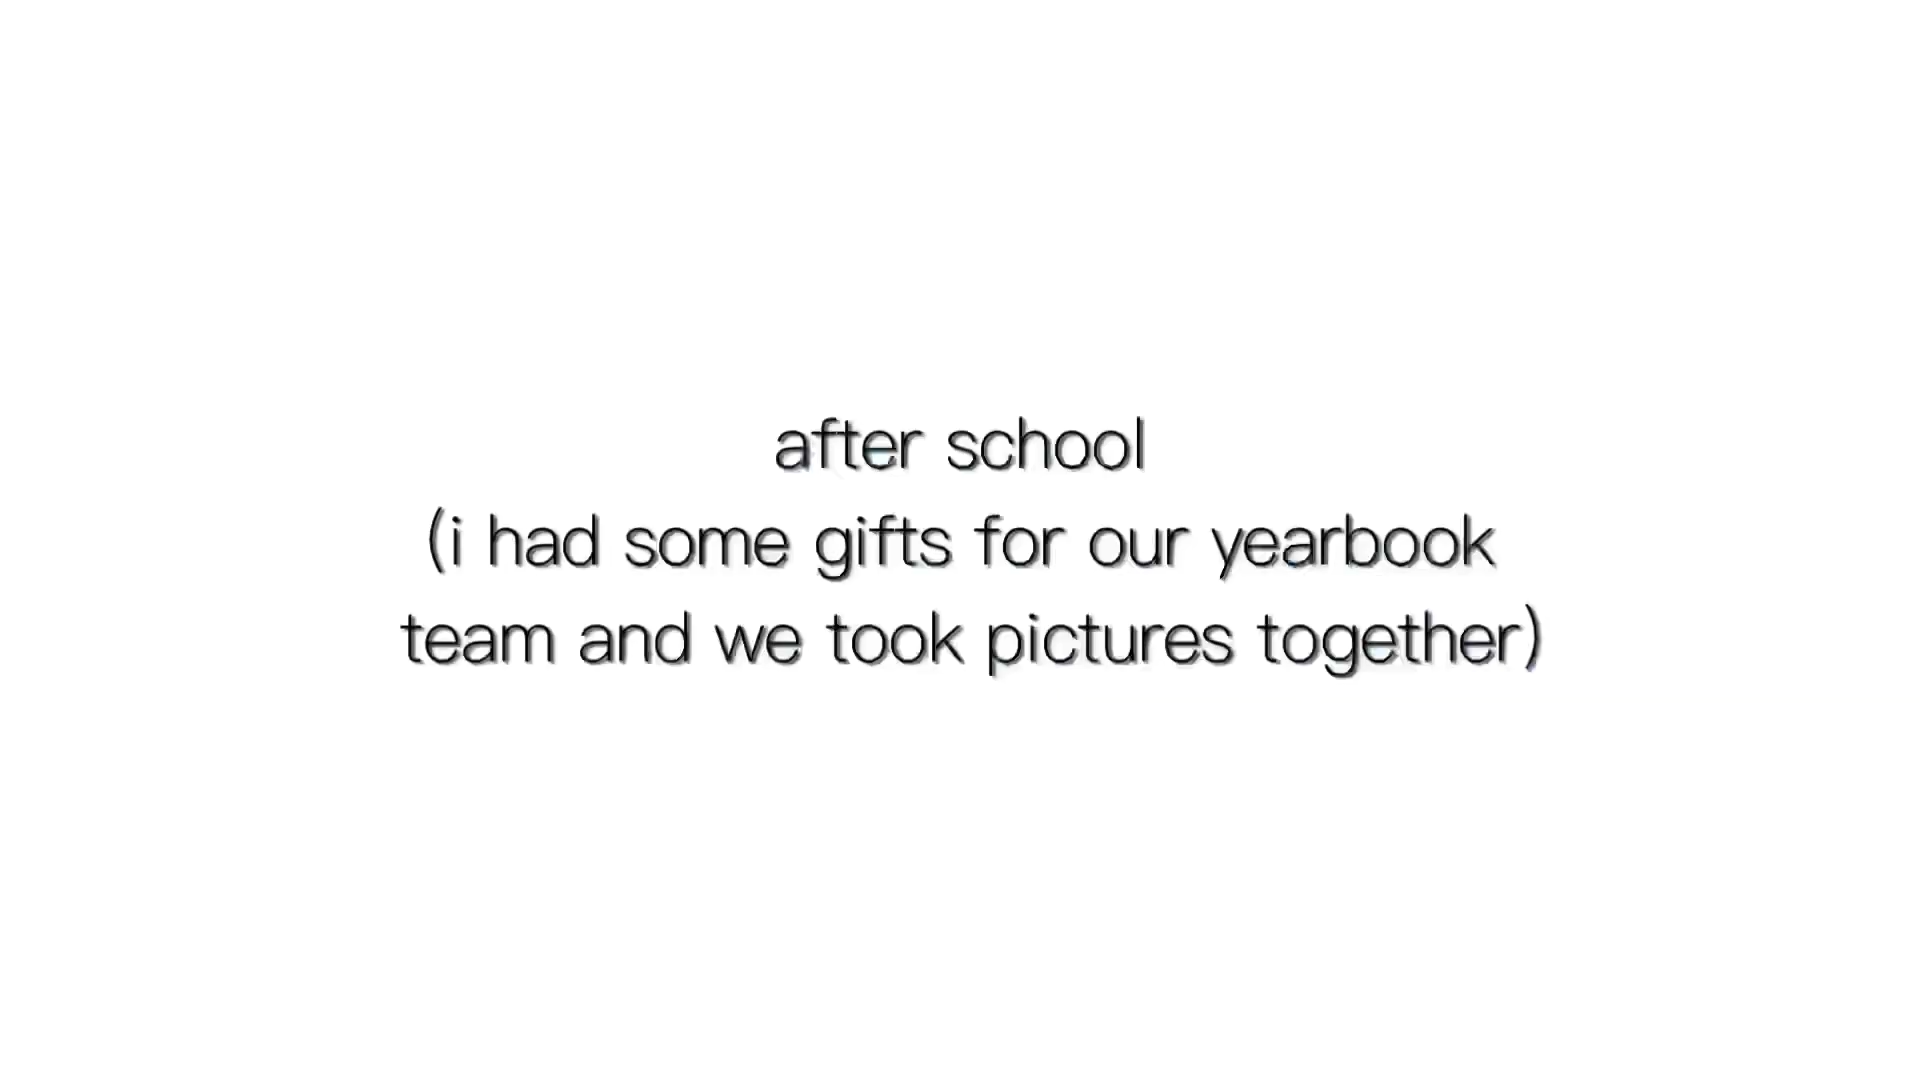 after school
(i had some gifts for our yearbook
team and we took pictures together)